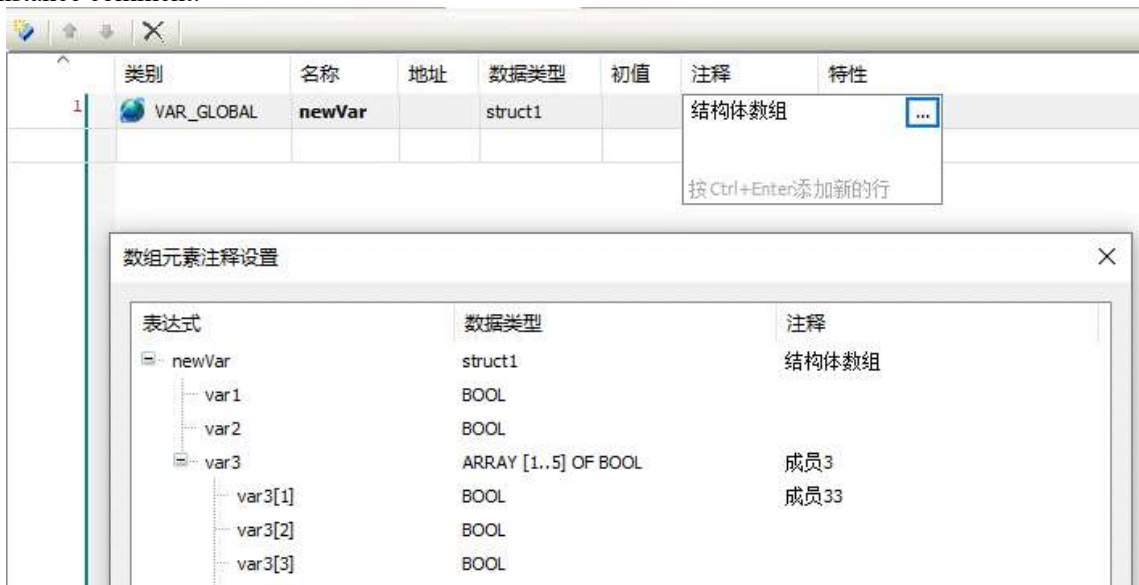 类别 名称 地址 数据类型 初值 注释 特性
1 VAR_GLOBAL newVar struct1 结构体数组 ...
按Ctrl+Enter添加新的行
数组元素注释设置
表达式 数据类型 注释
newVar struct1 结构体数组
var1 BOOL
var2 BOOL
var3 ARRAY [1..5] OF BOOL 成员3
var3[1] BOOL 成员33
var3[2] BOOL
var3[3] BOOL